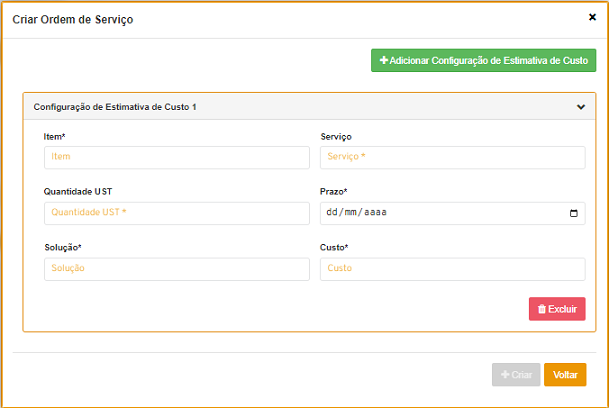 Criar Ordem de Serviço ×
+ Adicionar Configuração de Estimativa de Custo
Configuração de Estimativa de Custo 1
Item* Serviço
Item Serviço *
Quantidade UST Prazo*
Quantidade UST * dd/mm/aaaa
Solução* Custo*
Solução Custo
Excluir
+ Criar Voltar